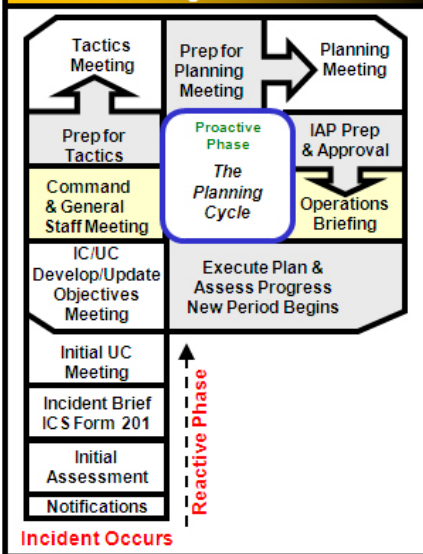 Tactics
Meeting
Prep for
Planning
Meeting
Planning
Meeting
Prep for
Tactics
Proactive
Phase
The
Planning
Cycle
IAP Prep
& Approval
Command
& General
Staff Meeting
Operations
Briefing
IC/UC
Develop/Update
Objectives
Meeting
Execute Plan &
Assess Progress
New Period Begins
Initial UC
Meeting
Incident Brief
ICS Form 201
Initial
Assessment
Notifications
Reactive Phase
Incident Occurs